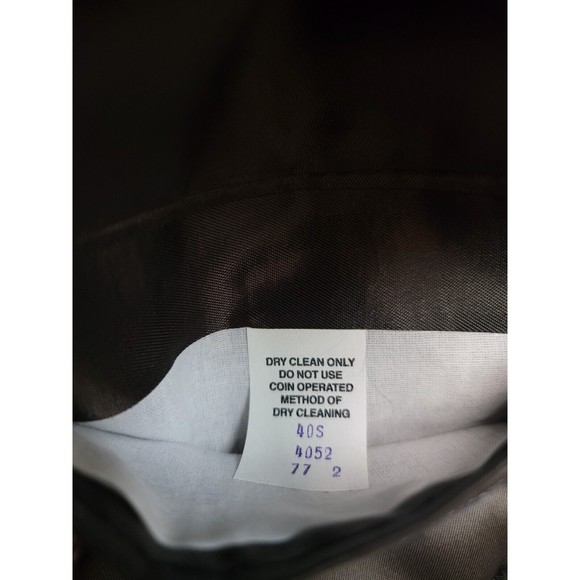 DRY CLEAN ONLY
DO NOT USE
COIN OPERATED
METHOD OF
DRY CLEANING
40S
4052
77 2